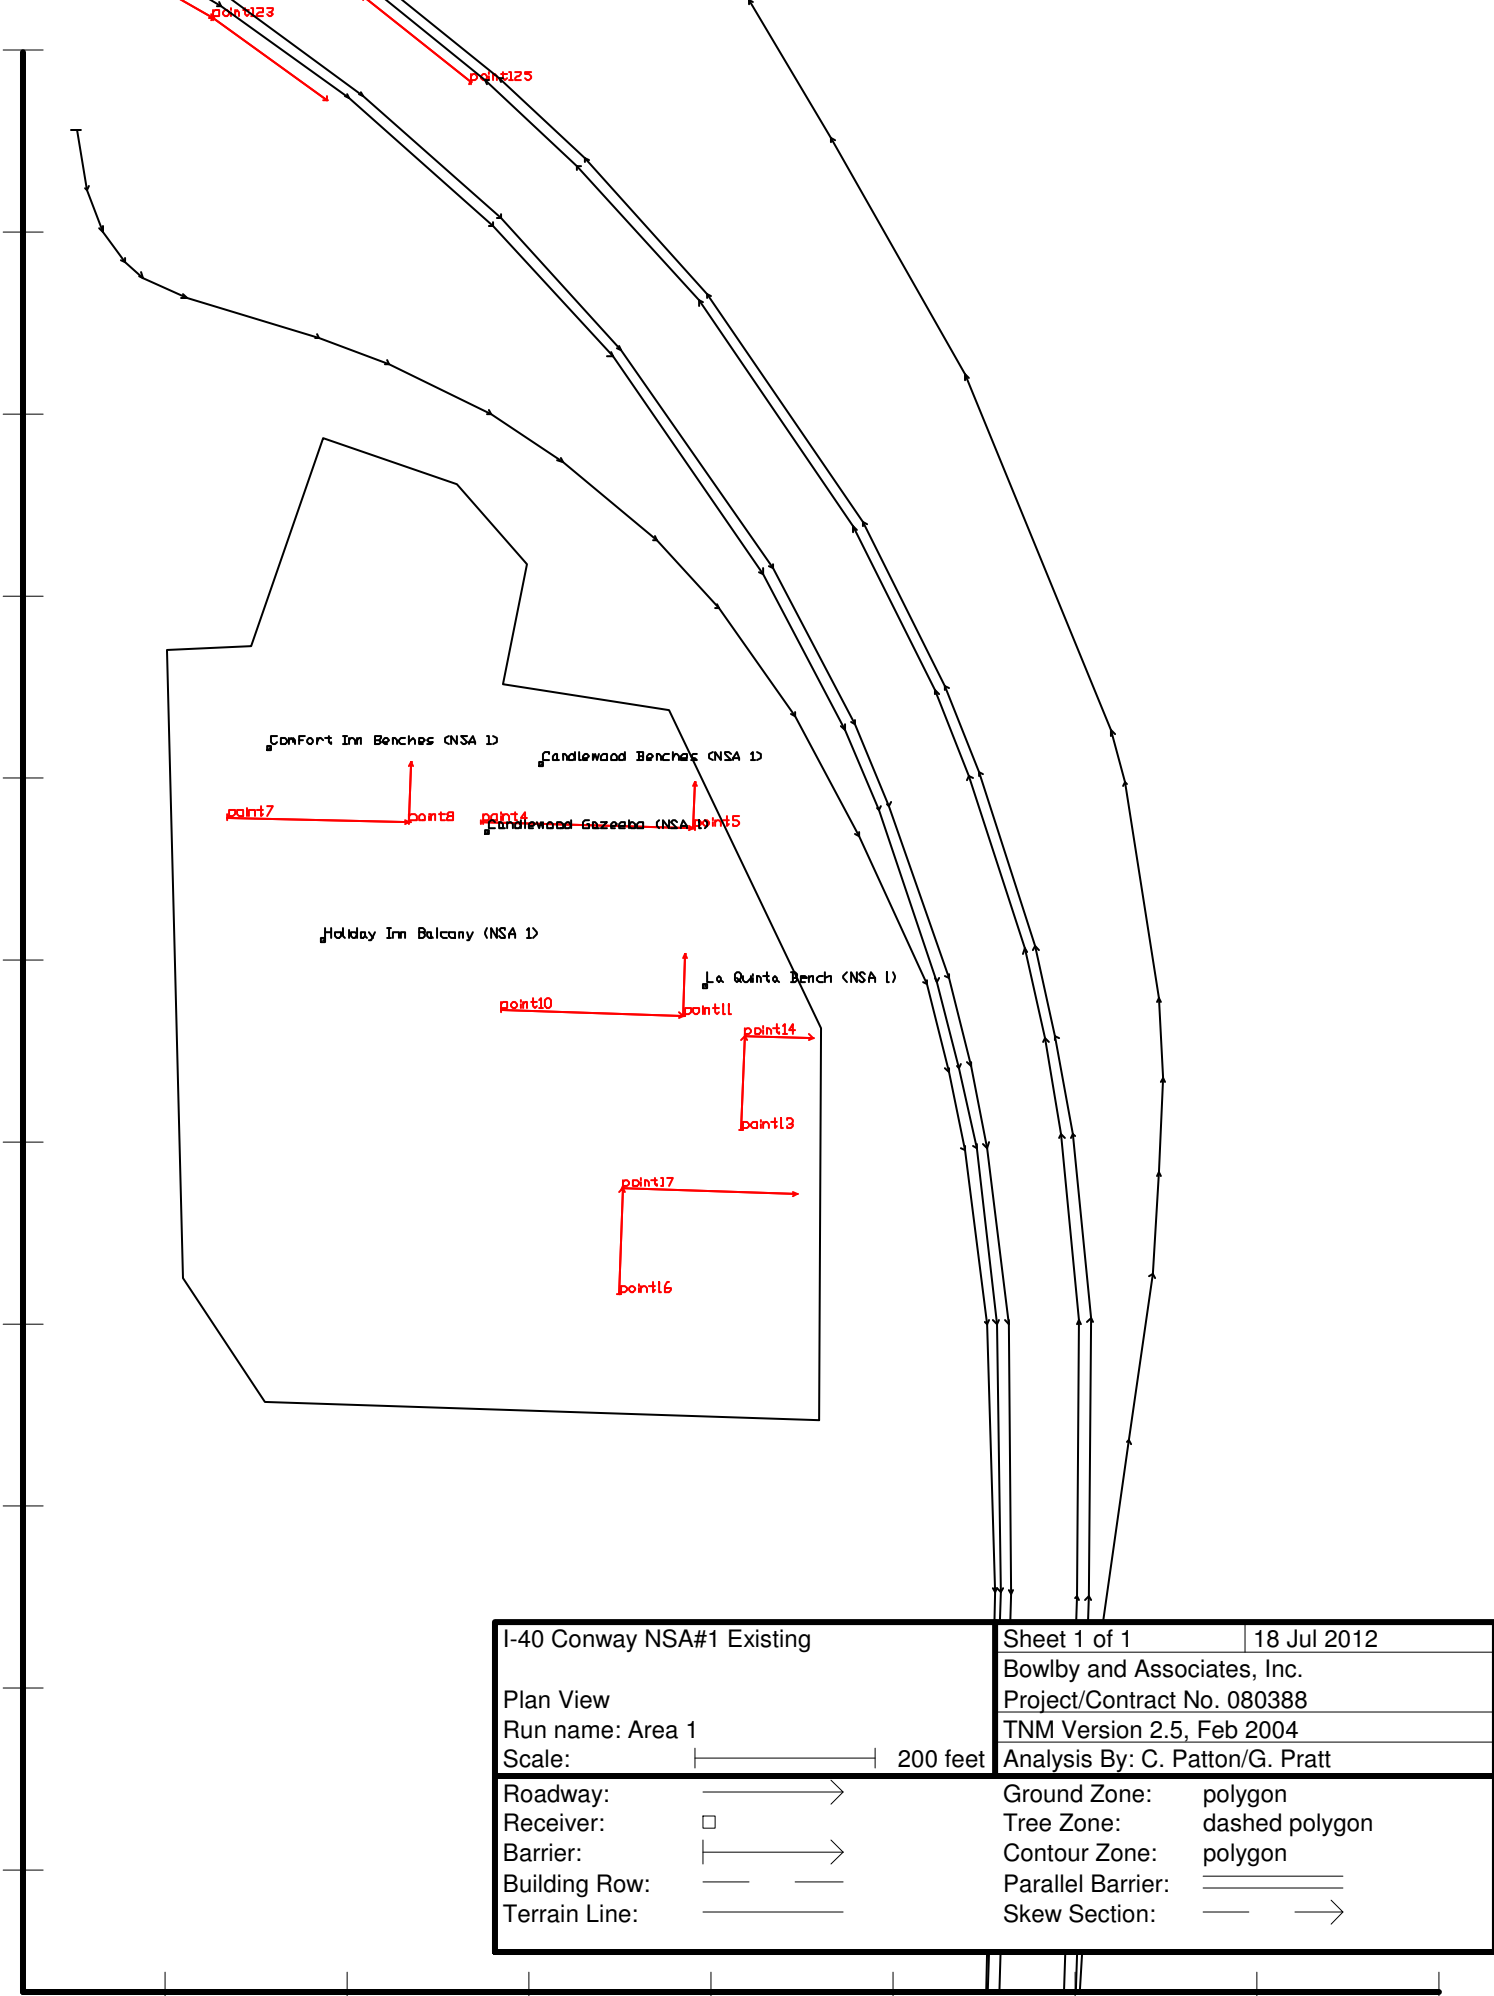 point123
point125
ComFort Inn Benches (NSA 1)
Candlewood Benches (NSA 1)
point7
point8
point4
point5
Candlewood Gazeebo (NSA 1)
Holiday Inn Balcany (NSA 1)
La Quinta Bench (NSA 1)
point10
point11
point14
point13
point17
point16
I-40 Conway NSA#1 Existing
Sheet 1 of 1
18 Jul 2012
Bowlby and Associates, Inc.
Plan View
Project/Contract No. 080388
Run name: Area 1
TNM Version 2.5, Feb 2004
Scale:
200 feet
Analysis By: C. Patton/G. Pratt
Roadway:
Ground Zone: polygon
Receiver:
Tree Zone: dashed polygon
Barrier:
Contour Zone: polygon
Building Row:
Parallel Barrier:
Terrain Line:
Skew Section: